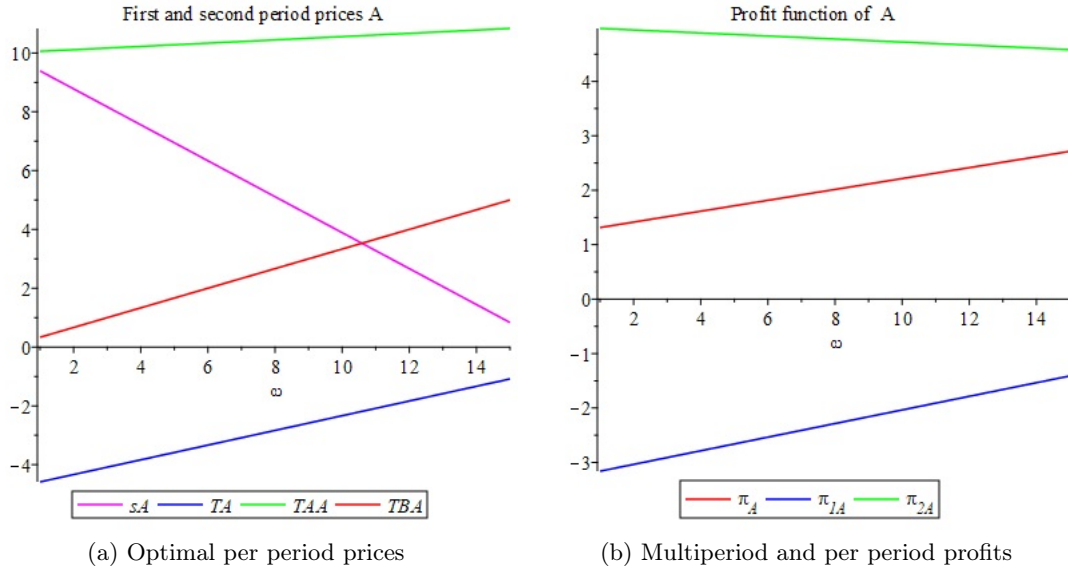 First and second period prices A
10
8
6
4
2
0
2 4 6 8 10 12 14
ω
−2
−4
sA TA TAA TBA
(a) Optimal per period prices
Profit function of A
4
3
2
1
0
2 4 6 8 10 12 14
ω
−1
−2
−3
π_A π_1A π_2A
(b) Multiperiod and per period profits